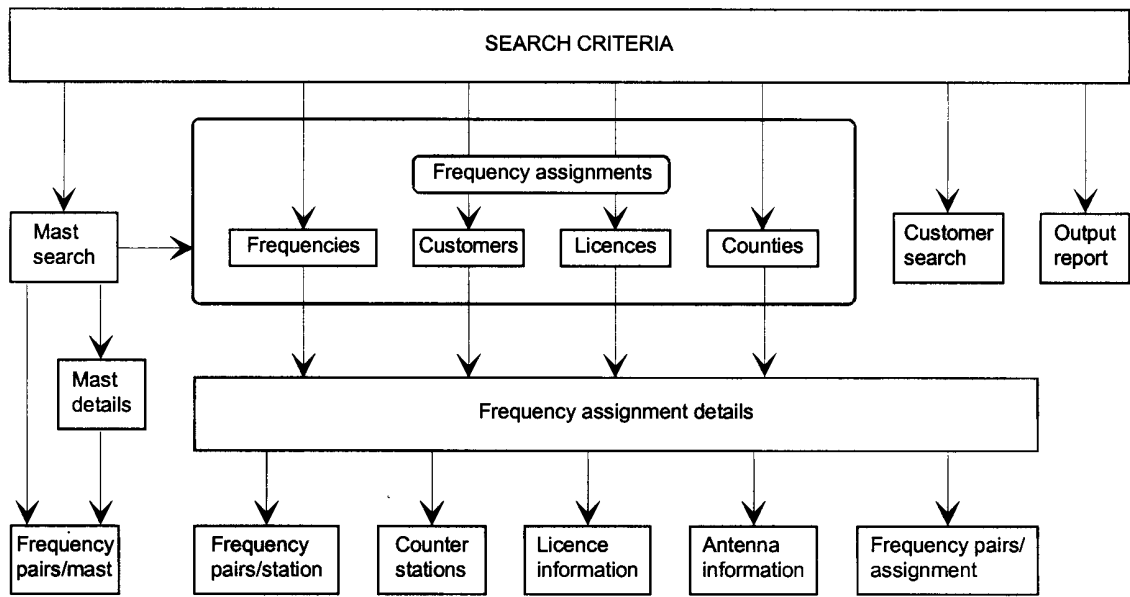 SEARCH CRITERIA
Frequency assignments
Mast
search
Frequencies
Customers
Licences
Counties
Customer
search
Output
report
Mast
details
Frequency assignment details
Frequency
pairs/mast
Frequency
pairs/station
Counter
stations
Licence
information
Antenna
information
Frequency pairs/
assignment